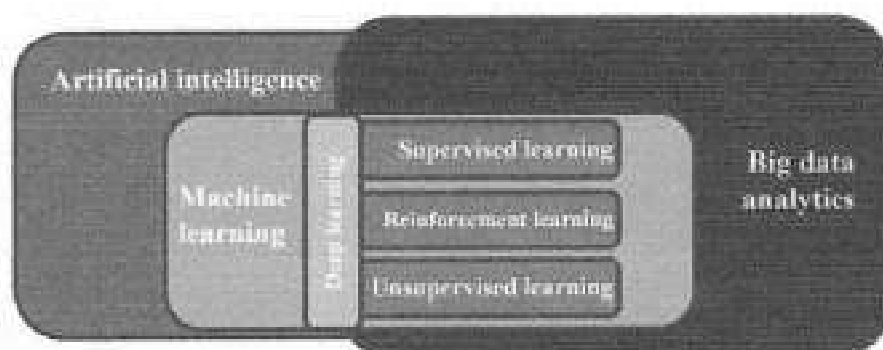 Artificial intelligence
Machine
learning
Deep learning
Supervised learning
Reinforcement learning
Unsupervised learning
Big data
analytics